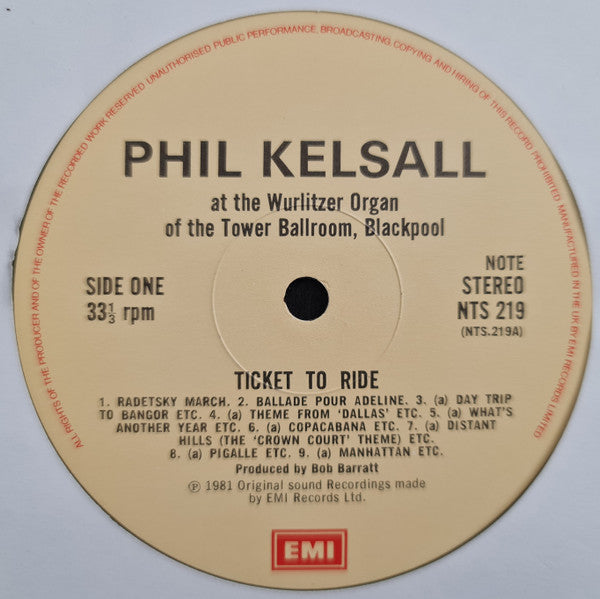 ALL RIGHTS OF THE PRODUCER AND OF THE OWNER OF THE RECORDED WORK RESERVED UNAUTHORISED PUBLIC PERFORMANCE, BROADCASTING, COPYING AND HIRING OF THIS RECORD PROHIBITED. MANUFACTURED IN THE UK BY EMI RECORDS LIMITED
PHIL KELSALL
at the Wurlitzer Organ
of the Tower Ballroom, Blackpool
SIDE ONE
33⅓ rpm
NOTE
STEREO
NTS 219
(NTS.219A)
TICKET TO RIDE
1. RADETSKY MARCH. 2. BALLADE POUR ADELINE. 3. (a) DAY TRIP
TO BANGOR ETC. 4. (a) THEME FROM 'DALLAS' ETC. 5. (a) WHAT'S
ANOTHER YEAR ETC. 6. (a) COPACABANA ETC. 7. (a) DISTANT
HILLS (THE 'CROWN COURT' THEME) ETC.
8. (a) PIGALLE ETC. 9. (a) MANHATTAN ETC.
Produced by Bob Barratt
℗ 1981 Original sound Recordings made
by EMI Records Ltd.
EMI